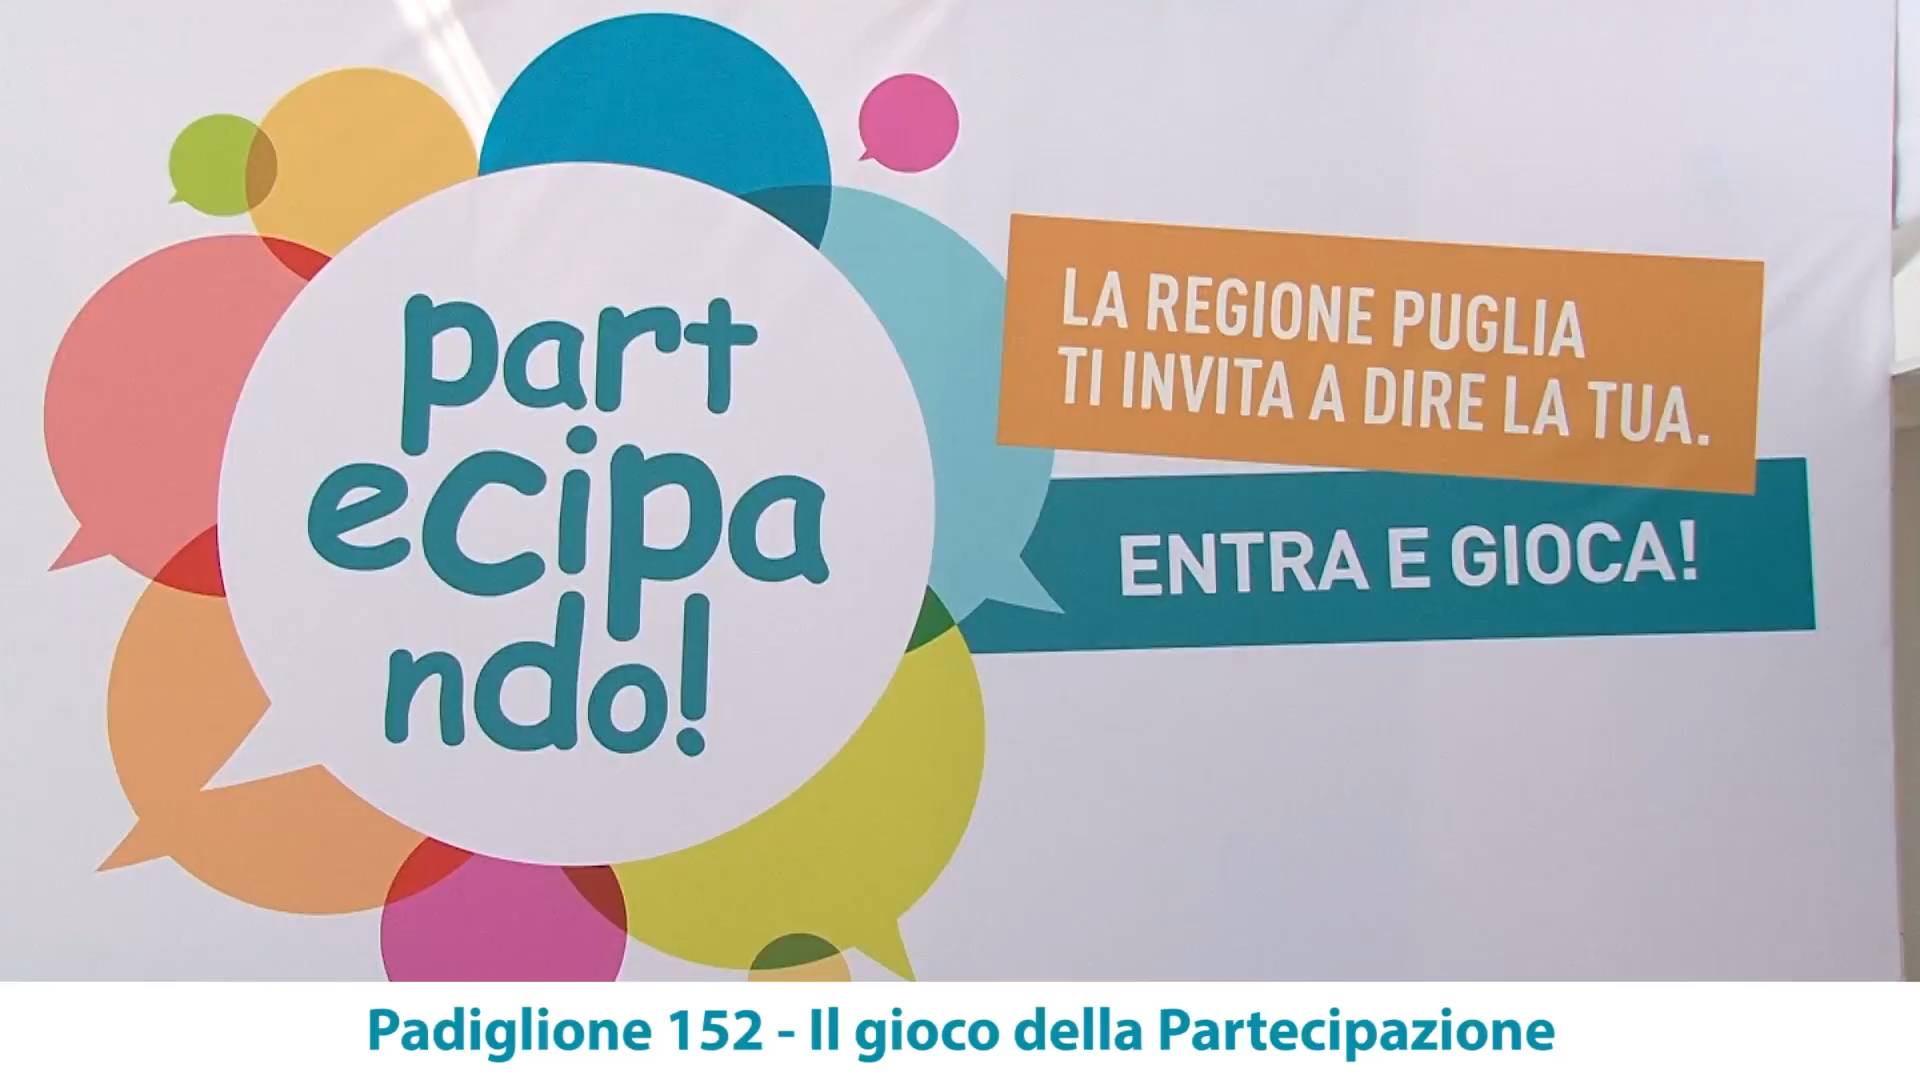 part
ecipa
ndo!
LA REGIONE PUGLIA
TI INVITA A DIRE LA TUA.
ENTRA E GIOCA!
Padiglione 152 - Il gioco della Partecipazione